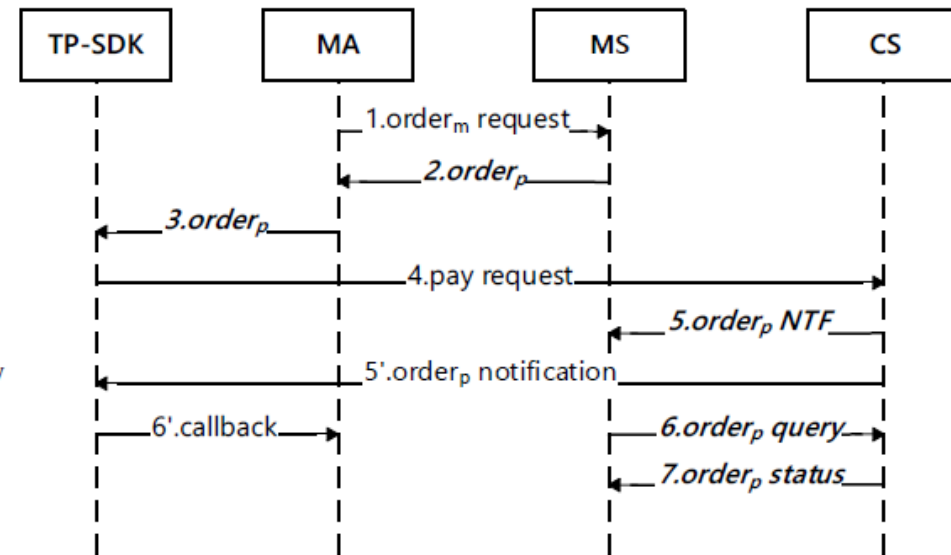 TP-SDK MA MS CS
1.orderₘ request
2.orderₚ
3.orderₚ
4.pay request
5.orderₚ NTF
5'.orderₚ notification
6'.callback 6.orderₚ query
7.orderₚ status